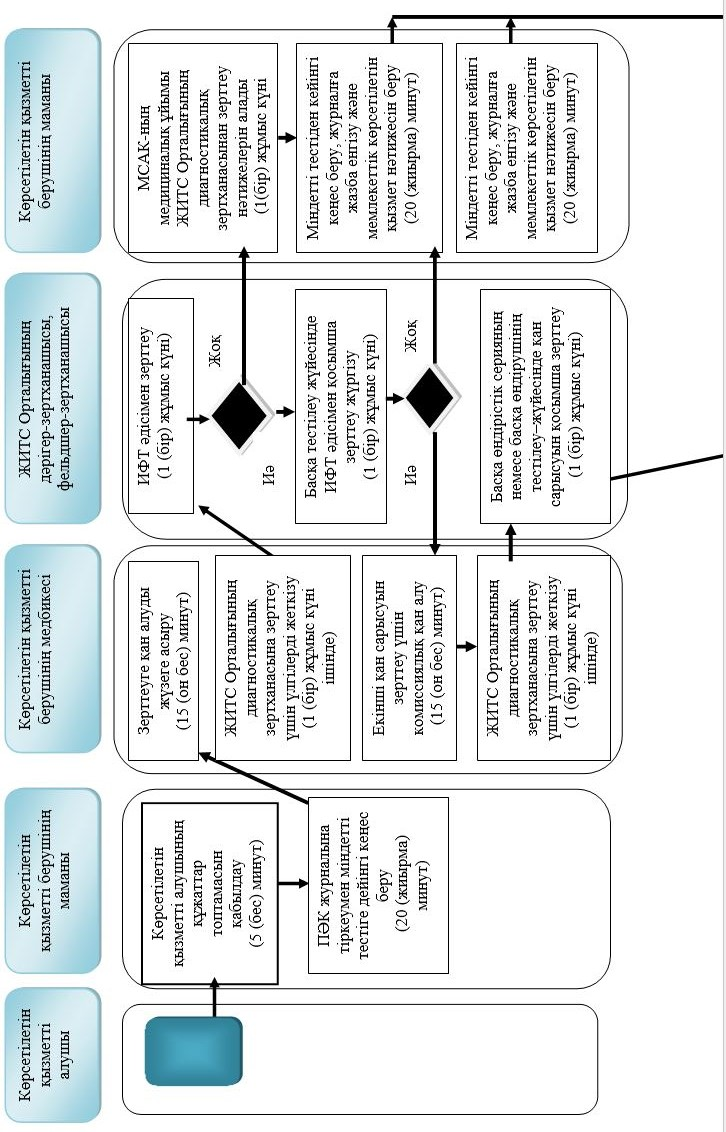 Көрсетілетін
қызметті
алушы
Көрсетілетін
қызметті берушінің
маманы
Көрсетілетін қызметті
берушінің медбикесі
ЖИТС Орталығының
дәрігер-зертханашысы,
фельдшер-зертханашысы
Көрсетілетін қызметті
берушінің маманы
Көрсетілетін
қызметті алушының
құжаттар
топтамасын
қабылдау
(5 (бес) минут)
ПӘК журналына
тіркеумен міндетті
тестіге дейінгі кеңес
беру
(20 (жиырма)
минут)
Зерттеуге қан алуды
жүзеге асыру
(15 (он бес) минут)
ЖИТС Орталығының
диагностикалық
зертханасына зерттеу
үшін үлгілерді жеткізу
(1 (бір) жұмыс күні
ішінде)
Екінші қан сарысуын
зерттеу үшін
комиссиялық қан алу
(15 (он бес) минут)
ЖИТС Орталығының
диагностикалық
зертханасына зерттеу
үшін үлгілерді жеткізу
(1 (бір) жұмыс күні
ішінде)
ИФТ әдісімен зерттеу
(1 (бір) жұмыс күні)
Иә
Жоқ
Басқа тестілеу жүйесінде
ИФТ әдісімен қосымша
зерттеу жүргізу
(1 (бір) жұмыс күні)
Иә
Жоқ
Басқа өндірістік серияның
немесе басқа өндірушінің
тестілеу–жүйесінде қан
сарысуын қосымша зерттеу
(1 (бір) жұмыс күні)
МСАК-ның
медициналық ұйымы
ЖИТС Орталығының
диагностикалық
зертханасынан зерттеу
нәтижелерін алады
(1(бір) жұмыс күні
Міндетті тестіден кейінгі
кеңес беру, журналға
жазба енгізу және
мемлекеттік көрсетілетін
қызмет нәтижесін беру
(20 (жиырма) минут)
Міндетті тестіден кейінгі
кеңес беру, журналға
жазба енгізу және
мемлекеттік көрсетілетін
қызмет нәтижесін беру
(20 (жиырма) минут)